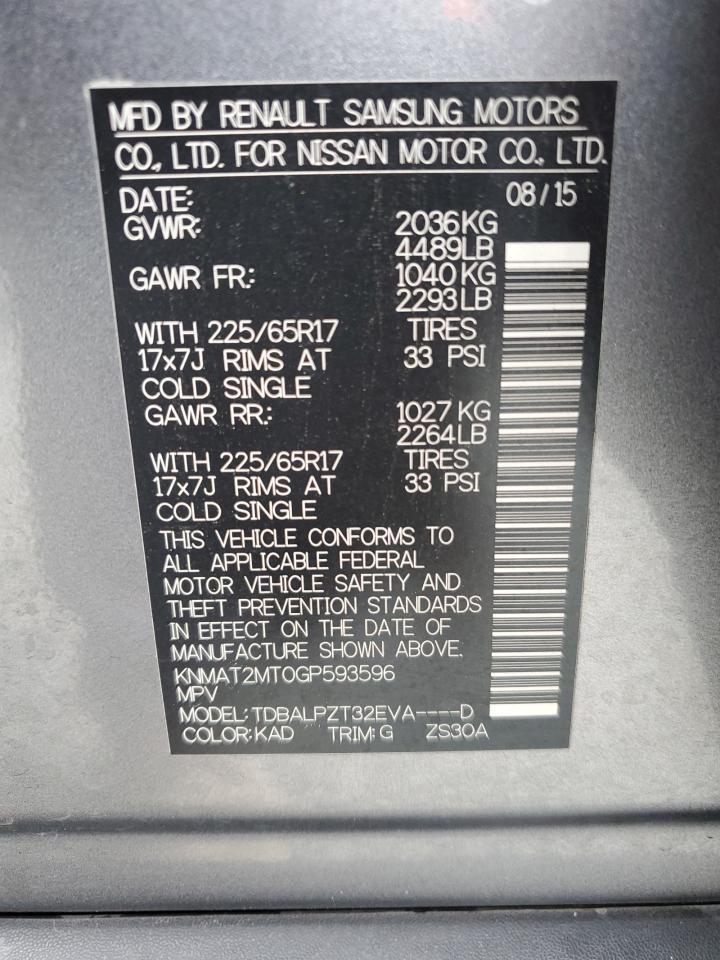 MFD BY RENAULT SAMSUNG MOTORS
CO., LTD. FOR NISSAN MOTOR CO., LTD.
DATE: 08/15
GVWR: 2036KG
4489LB
GAWR FR.: 1040KG
2293LB
WITH 225/65R17 TIRES
17x7J RIMS AT 33 PSI
COLD SINGLE
GAWR RR.: 1027KG
2264LB
WITH 225/65R17 TIRES
17x7J RIMS AT 33 PSI
COLD SINGLE
THIS VEHICLE CONFORMS TO
ALL APPLICABLE FEDERAL
MOTOR VEHICLE SAFETY AND
THEFT PREVENTION STANDARDS
IN EFFECT ON THE DATE OF
MANUFACTURE SHOWN ABOVE.
KNMAT2MT0GP593596
MPV
MODEL: TDBALPZT32EVA----D
COLOR: KAD TRIM: G ZS30A